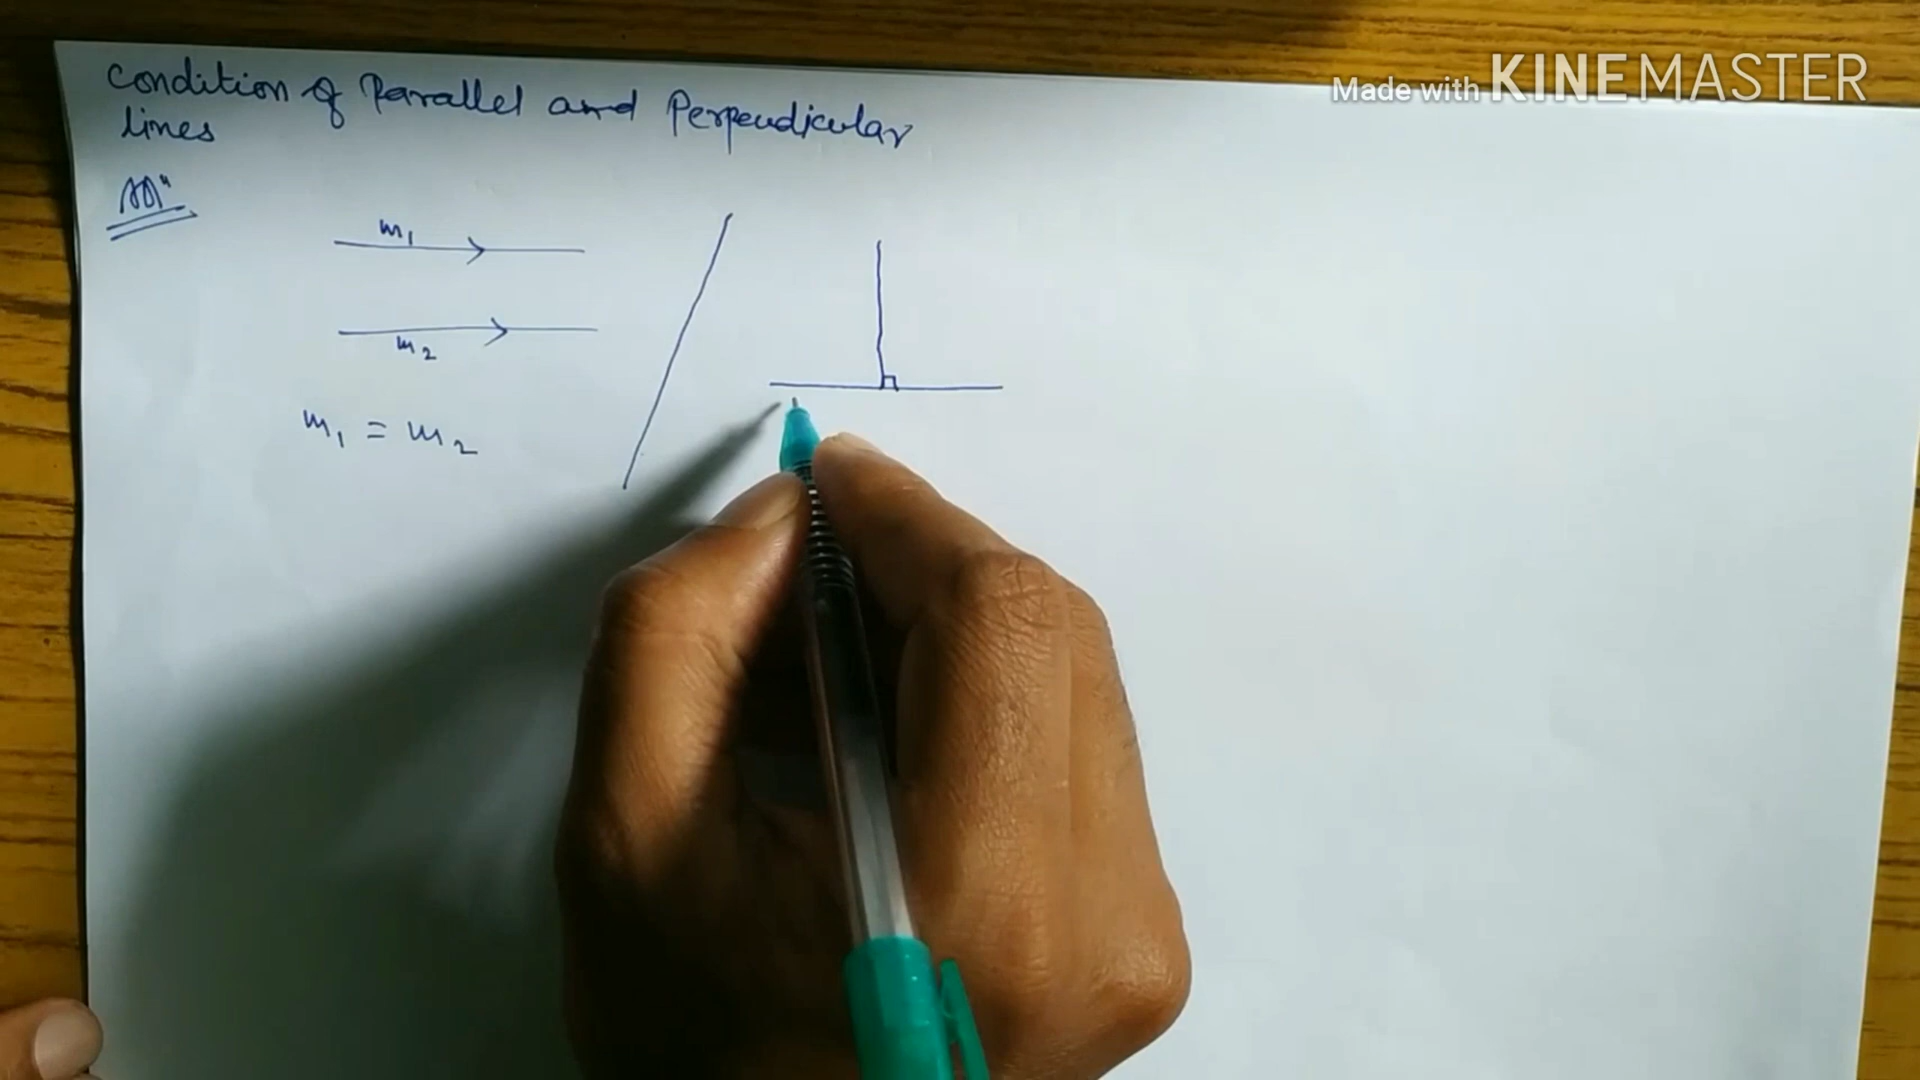 Made with KINEMASTER
Condition of Parallel and Perpendicular
lines
m₁
m₂
m₁ = m₂